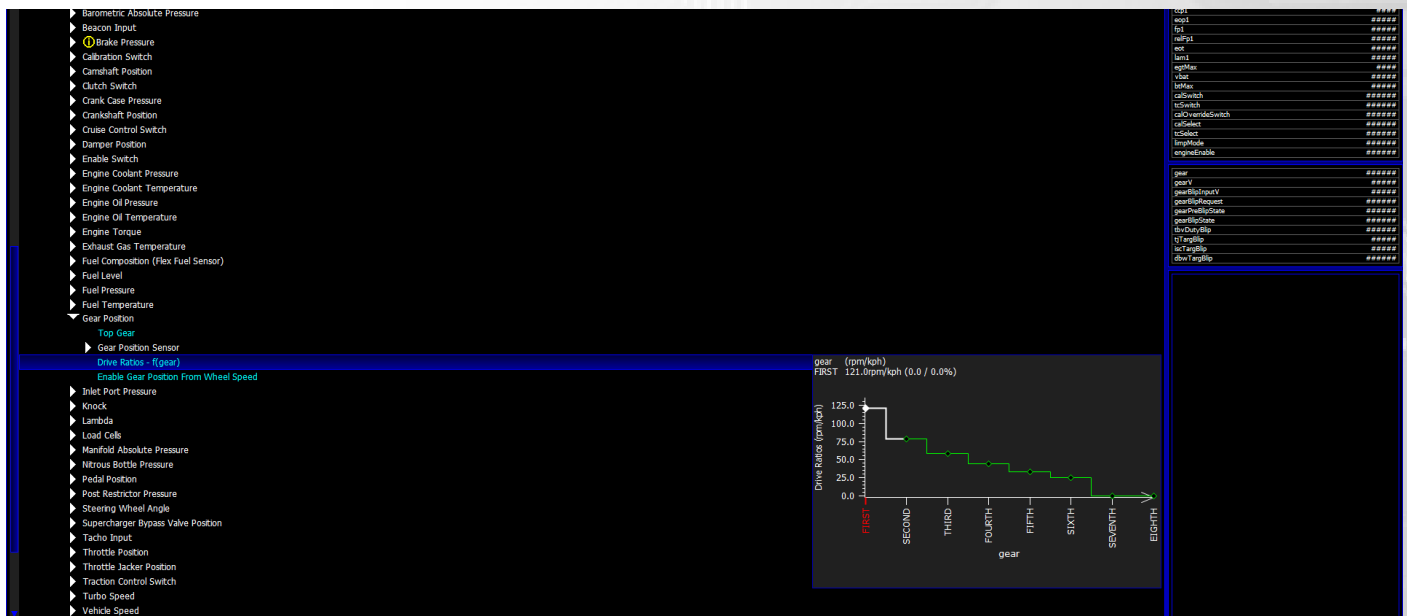 Barometric Absolute Pressure
Beacon Input
Brake Pressure
Calibration Switch
Camshaft Position
Clutch Switch
Crank Case Pressure
Crankshaft Position
Cruise Control Switch
Damper Position
Enable Switch
Engine Coolant Pressure
Engine Coolant Temperature
Engine Oil Pressure
Engine Oil Temperature
Engine Torque
Exhaust Gas Temperature
Fuel Composition (Flex Fuel Sensor)
Fuel Level
Fuel Pressure
Fuel Temperature
Gear Position
Top Gear
Gear Position Sensor
Drive Ratios - f(gear)
Enable Gear Position From Wheel Speed
Inlet Port Pressure
Knock
Lambda
Load Cells
Manifold Absolute Pressure
Nitrous Bottle Pressure
Pedal Position
Post Restrictor Pressure
Steering Wheel Angle
Supercharger Bypass Valve Position
Tacho Input
Throttle Position
Throttle Jacker Position
Traction Control Switch
Turbo Speed
Vehicle Speed
gear (rpm/kph)
FIRST 121.0rpm/kph (0.0 / 0.0%)
Drive Ratios (rpm/kph)
125.0
100.0
75.0
50.0
25.0
0.0
FIRST
SECOND
THIRD
FOURTH
FIFTH
SIXTH
SEVENTH
EIGHTH
gear
ccp1 ####
eop1 #####
fp1 #####
relFp1 #####
eot #####
lam1 #####
egtMax ####
vbat #####
btMax #####
calSwitch ######
tcSwitch ######
calOverrideSwitch ######
calSelect ######
tcSelect ######
limpMode ######
engineEnable ######
gear ######
gearV #####
gearBlipInputV #####
gearBlipRequest ######
gearPreBlipState ######
gearBlipState ######
tbvDutyBlip #####
tjTargBlip #####
iscTargBlip #####
dbwTargBlip ######